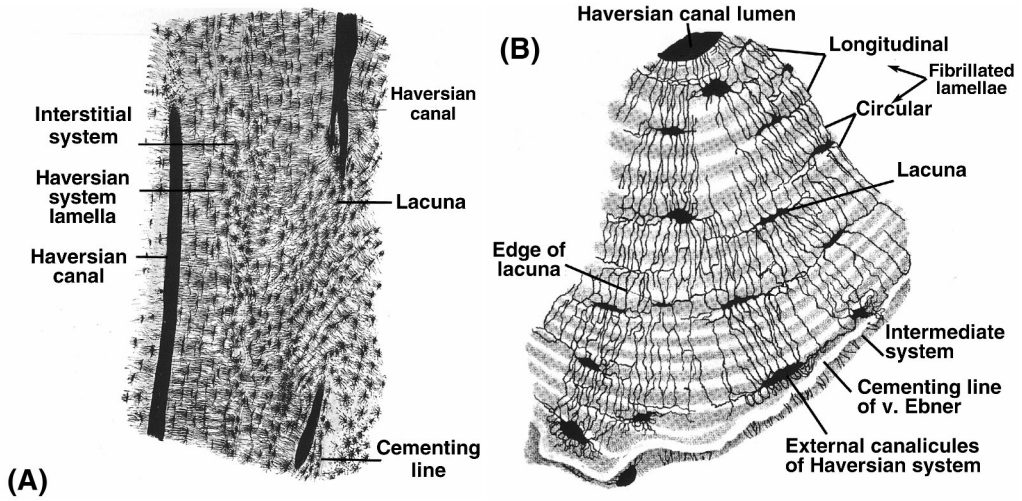 Interstitial
system
Haversian
system
lamella
Haversian
canal
Haversian
canal
Lacuna
Cementing
line
(A)
Haversian canal lumen
(B)
Longitudinal
Fibrillated
lamellae
Circular
Lacuna
Edge of
lacuna
Intermediate
system
Cementing line
of v. Ebner
External canalicules
of Haversian system